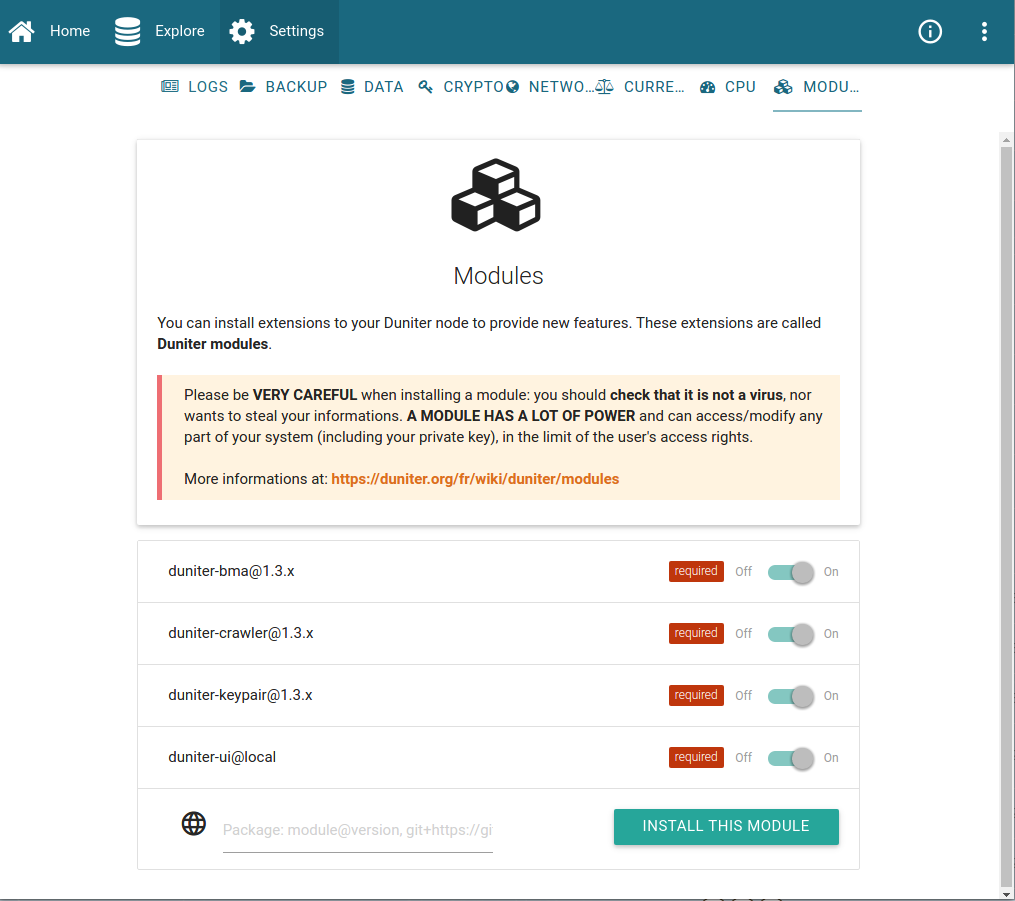 Home Explore Settings
LOGS BACKUP DATA CRYPTO NETWO... CURRE... CPU MODU...
Modules
You can install extensions to your Duniter node to provide new features. These extensions are called
Duniter modules.
Please be VERY CAREFUL when installing a module: you should check that it is not a virus, nor
wants to steal your informations. A MODULE HAS A LOT OF POWER and can access/modify any
part of your system (including your private key), in the limit of the user's access rights.
More informations at: https://duniter.org/fr/wiki/duniter/modules
duniter-bma@1.3.x required Off On
duniter-crawler@1.3.x required Off On
duniter-keypair@1.3.x required Off On
duniter-ui@local required Off On
Package: module@version, git+https://gi INSTALL THIS MODULE